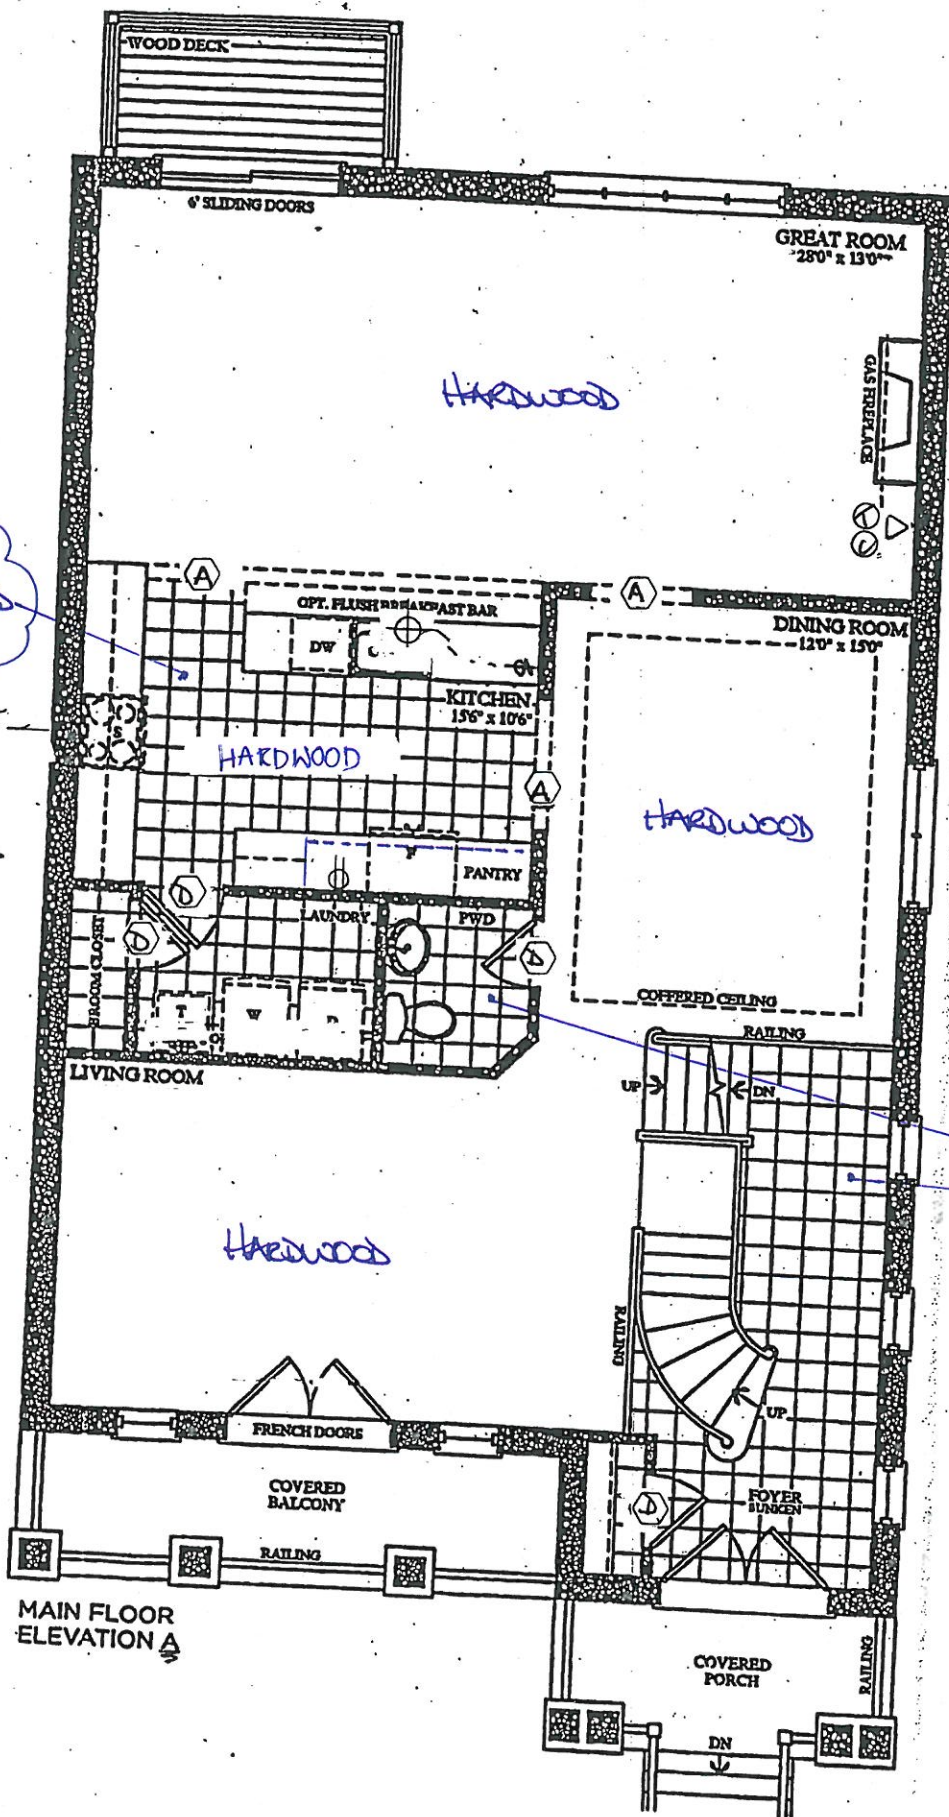 WOOD DECK
6' SLIDING DOORS
GREAT ROOM
28'0" x 13'0"
GAS FIREPLACE
HARDWOOD
A
A
OPT. FLUSH BREAKFAST BAR
DW
DINING ROOM
12'0" x 15'0"
KITCHEN
15'6" x 10'6"
S
HARDWOOD
A
HARDWOOD
F
PANTRY
D
D
LAUNDRY
PWD
D
BROOM CLOSET
T
W
D
COFFERED CEILING
RAILING
LIVING ROOM
UP
DN
HARDWOOD
RAILING
UP
FRENCH DOORS
COVERED
BALCONY
D
FOYER
SUNKEN
RAILING
MAIN FLOOR
ELEVATION A
COVERED
PORCH
RAILING
DN